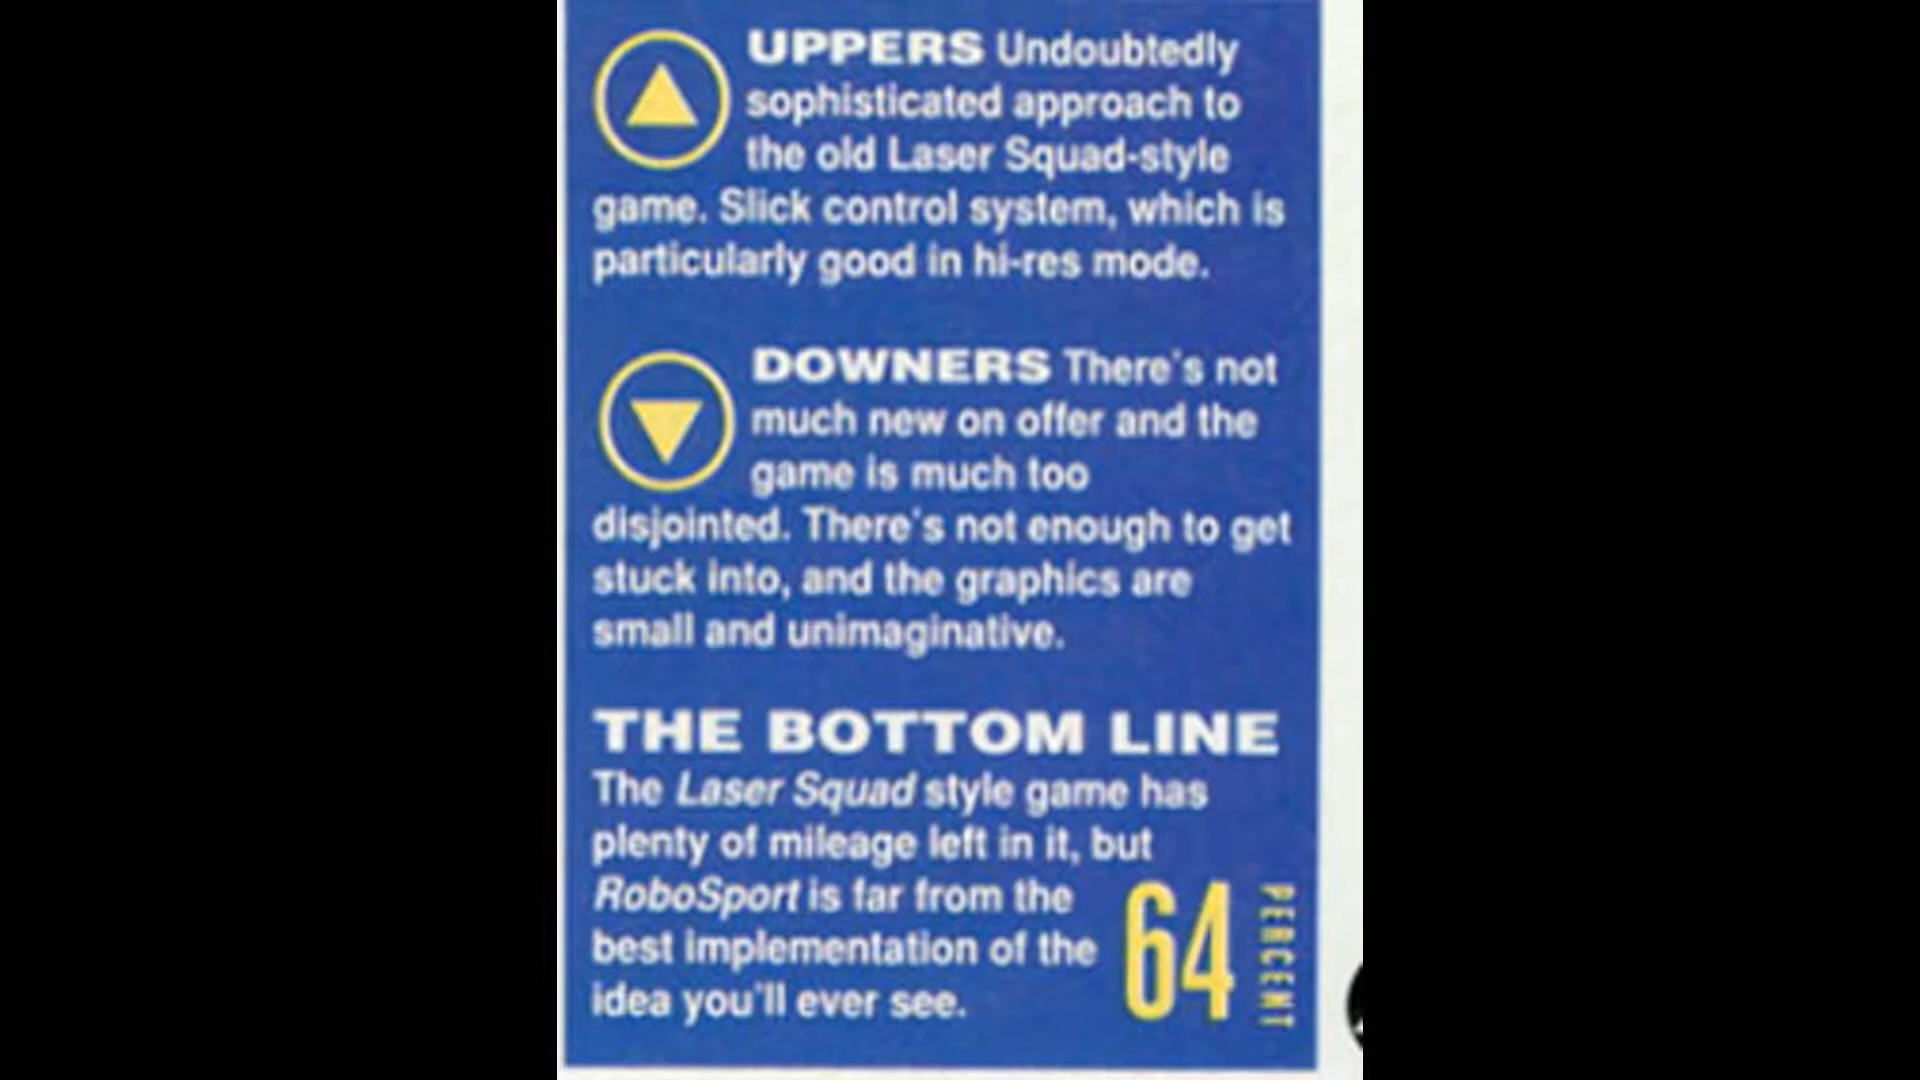 UPPERS Undoubtedly
sophisticated approach to
the old Laser Squad-style
game. Slick control system, which is
particularly good in hi-res mode.
DOWNERS There's not
much new on offer and the
game is much too
disjointed. There's not enough to get
stuck into, and the graphics are
small and unimaginative.
THE BOTTOM LINE
The Laser Squad style game has
plenty of mileage left in it, but
RoboSport is far from the
best implementation of the
idea you'll ever see.
64
PERCENT